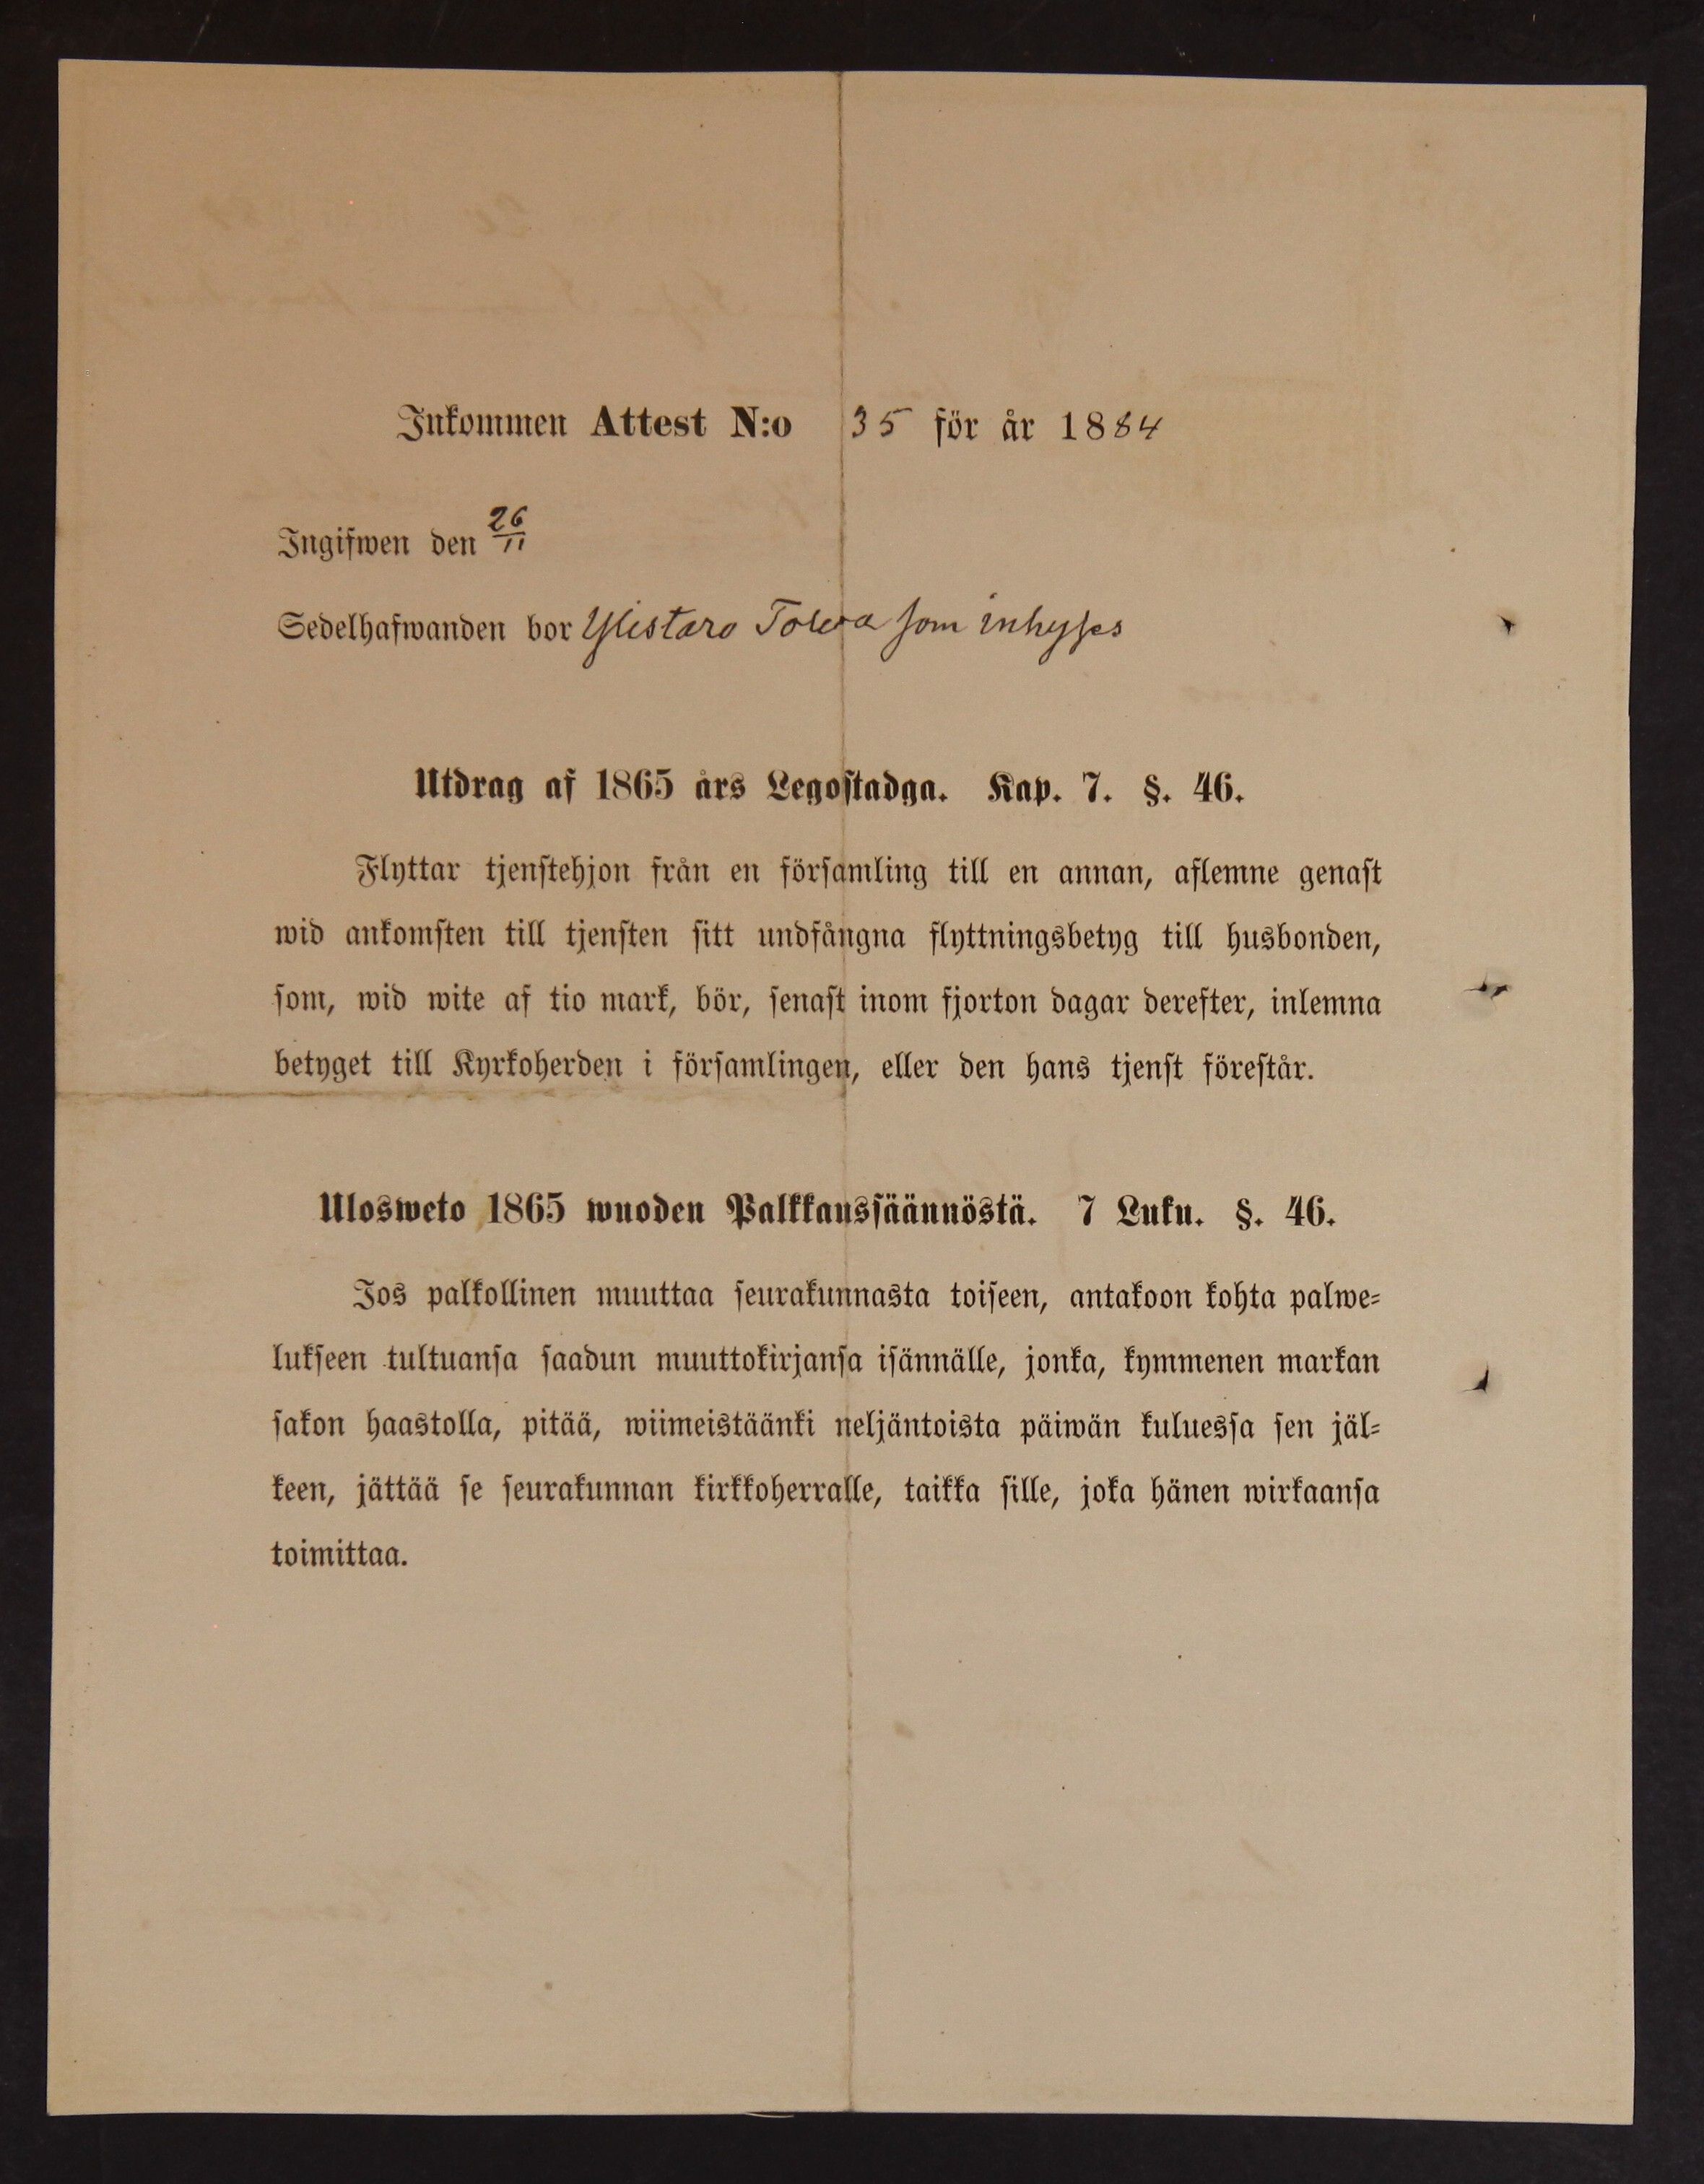 Inkommen Attest N:o 35 för år 1884
Ingifwen den 26/11
Sedelhafwanden bor Ylistaro Tolwa som inhyses
Utdrag af 1865 års Legostadga. Kap. 7. §. 46.
Flyttar tjenstehjon från en församling till en annan, aflemne genast
wid ankomsten till tjensten sitt undfångna flyttningsbetyg till husbonden,
som, wid wite af tio mark, bör, senast inom fjorton dagar derefter, inlemna
betyget till Kyrkoherden i församlingen, eller den hans tjenst förestår.
Ulosweto 1865 wuoden Palkkaussäännöstä. 7 Luku. §. 46.
Jos palkollinen muuttaa seurakunnasta toiseen, antakoon kohta palwe-
lukseen tultuansa saadun muuttokirjansa isännälle, jonka, kymmenen markan
sakon haastolla, pitää, wiimeistäänki neljäntoista päiwän kuluessa sen jäl-
keen, jättää se seurakunnan kirkkoherralle, taikka sille, joka hänen wirkaansa
toimittaa.